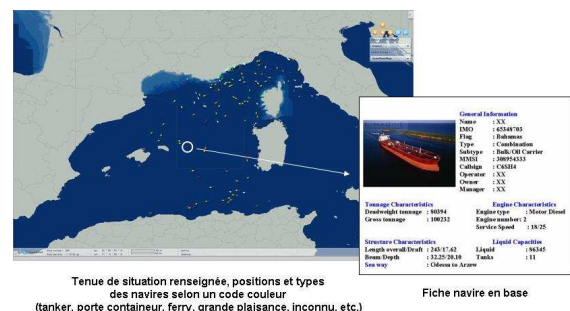 General Information
Name : XX
IMO : 65348703
Flag : Bahamas
Type : Combination
Subtype : Bulk/Oil Carrier
MMSI : 308954333
Callsign : C6SH4
Operator : XX
Owner : XX
Manager : XX
Tonnage Characteristics
Deadweight tonnage : 80394
Gross tonnage : 100232
Engine Characteristics
Engine type : Motor Diesel
Engine number: 2
Service Speed : 18/25
Structure Characteristics
Length overall/Draft : 243/17.62
Beam/Depth : 32.25/20.10
Sea way : Odessa to Arzew
Liquid Capacities
Liquid : 86345
Tanks : 11
Tenue de situation renseignée, positions et types
des navires selon un code couleur
(tanker, porte containeur, ferry, grande plaisance, inconnu, etc.)
Fiche navire en base